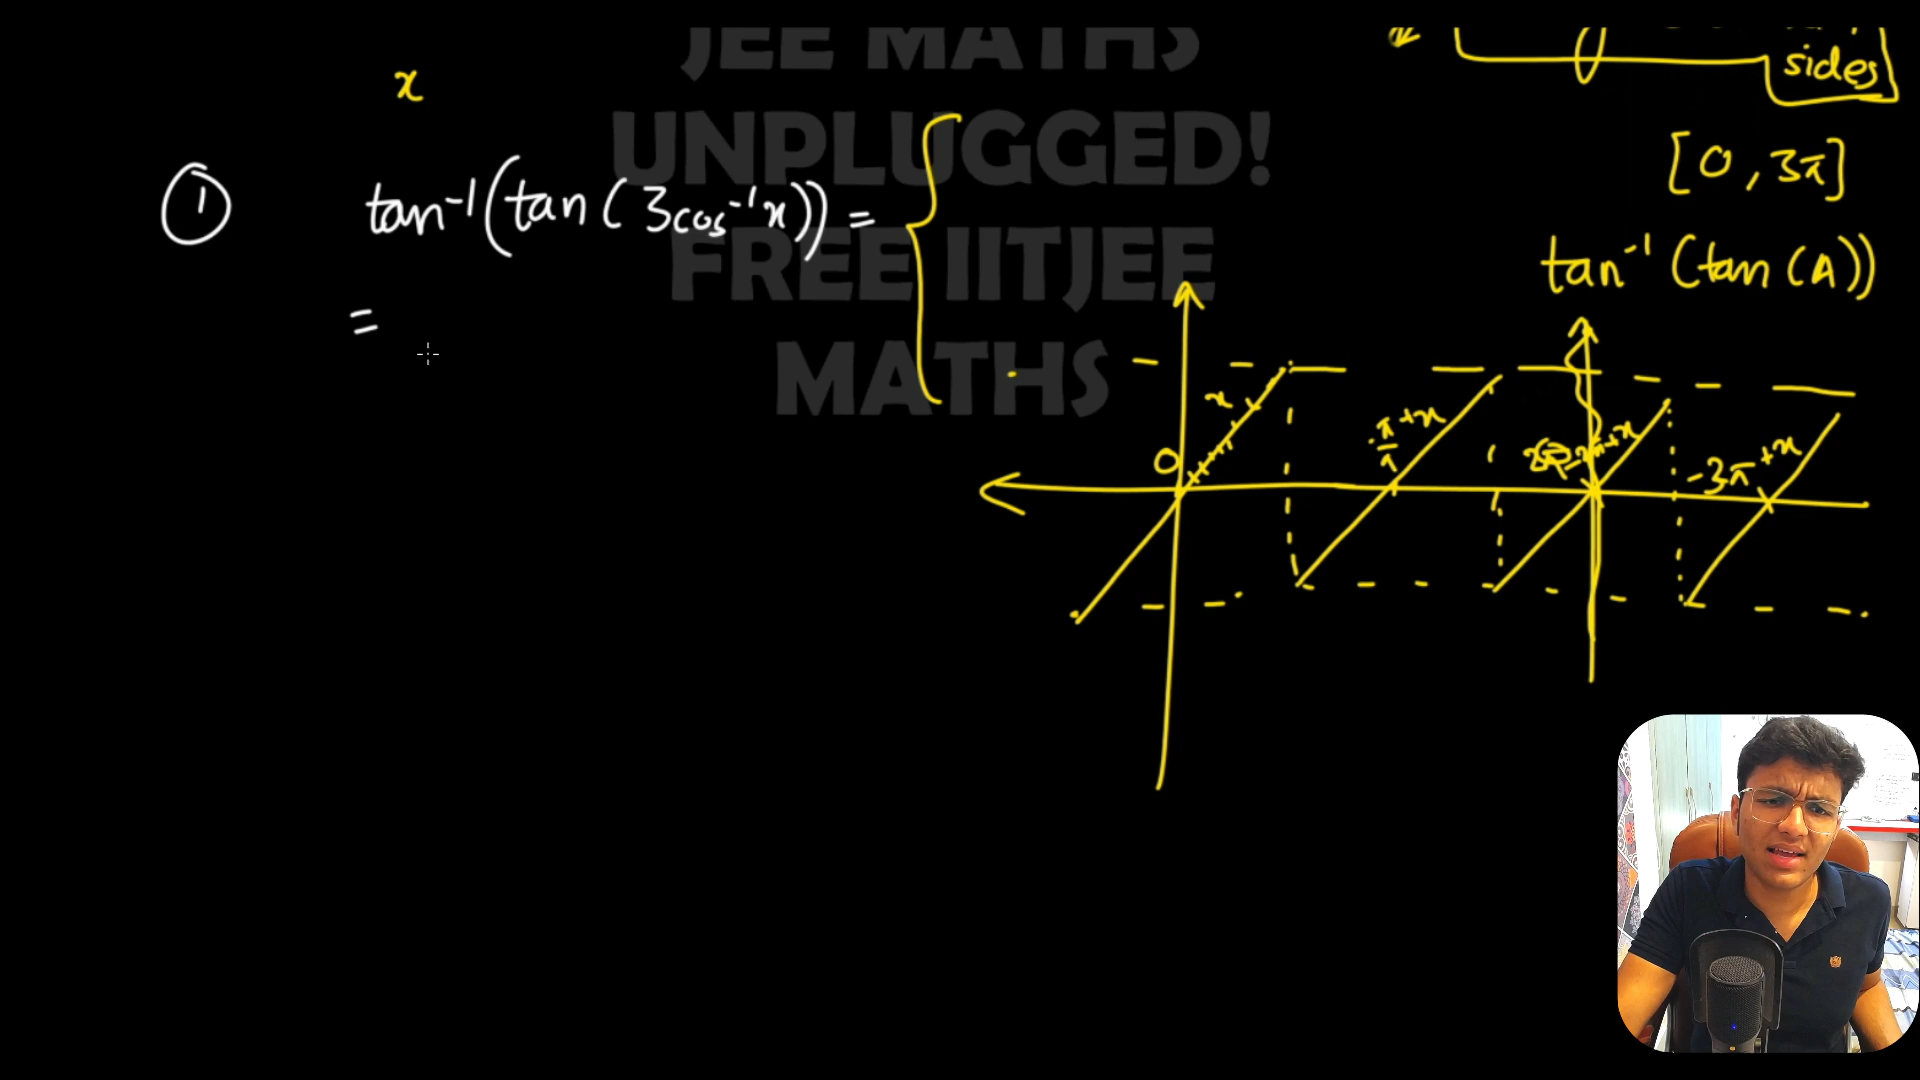 JEE MATHS
UNPLUGGED!
FREE IITJEE
MATHS
sides
x
① tan⁻¹(tan(3cos⁻¹x)) = {
=
[0, 3π]
tan⁻¹(tan(A))
0
x
-π+x
-3π+x